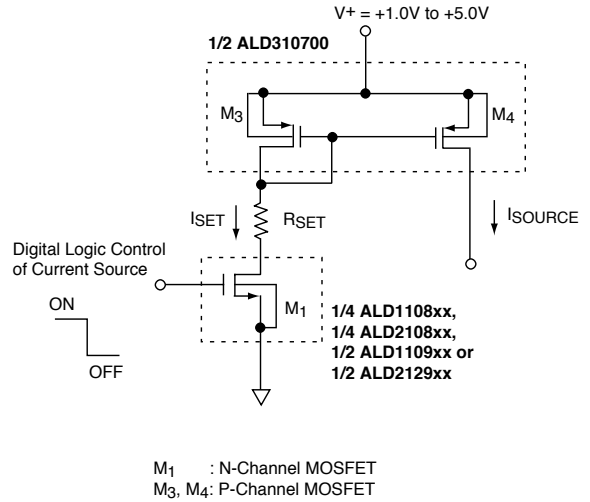 V+ = +1.0V to +5.0V
1/2 ALD310700
M3
M4
ISET
RSET
ISOURCE
Digital Logic Control
of Current Source
ON
OFF
M1
1/4 ALD1108xx,
1/4 ALD2108xx,
1/2 ALD1109xx or
1/2 ALD2129xx
M1 : N-Channel MOSFET
M3, M4: P-Channel MOSFET